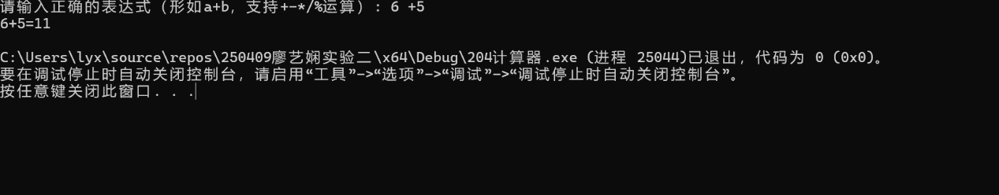 请输入正确的表达式（形如a+b，支持+-*/%运算）：6 +5
6+5=11
C:\Users\lyx\source\repos\250409廖艺娴实验二\x64\Debug\204计算器.exe (进程 25044)已退出，代码为 0 (0x0)。
要在调试停止时自动关闭控制台，请启用“工具”->“选项”->“调试”->“调试停止时自动关闭控制台”。
按任意键关闭此窗口. . .